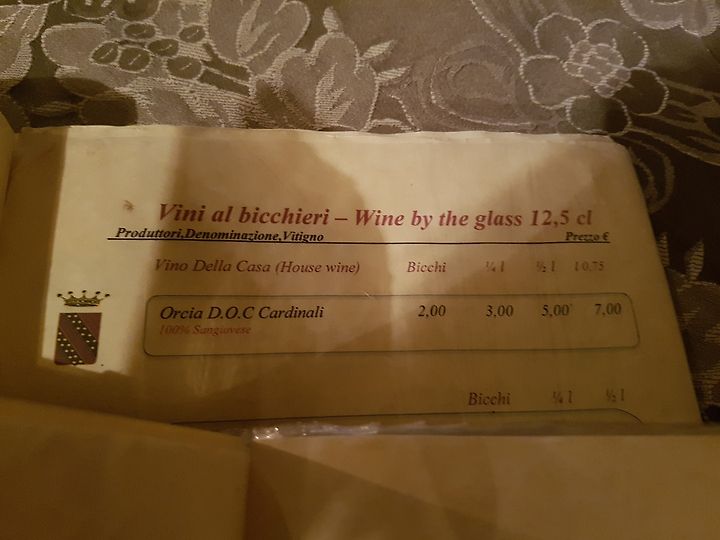 Vini al bicchieri – Wine by the glass 12,5 cl
Produttori,Denominazione,Vitigno Prezzo €
Vino Della Casa (House wine) Bicchi ¼ l ½ l l 0,75
Orcia D.O.C Cardinali 2,00 3,00 5,00 7,00
100% Sangiovese
Bicchi ¼ l ½ l